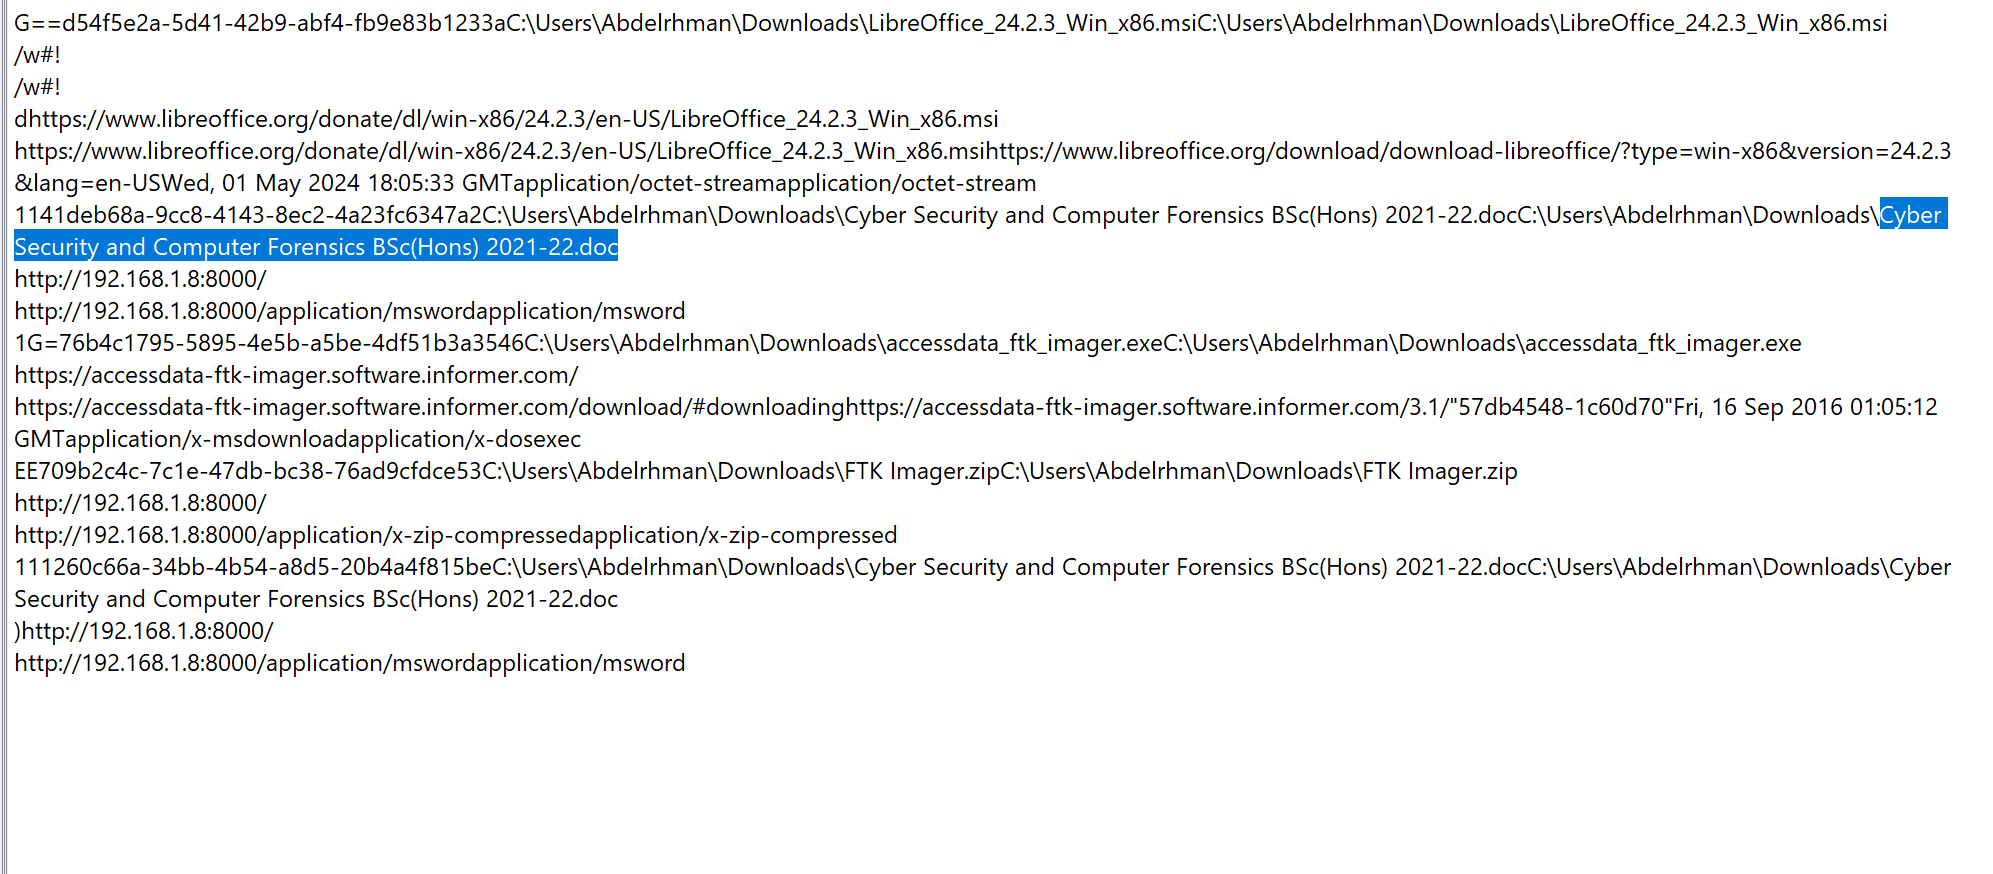 G==d54f5e2a-5d41-42b9-abf4-fb9e83b1233aC:\Users\Abdelrhman\Downloads\LibreOffice_24.2.3_Win_x86.msiC:\Users\Abdelrhman\Downloads\LibreOffice_24.2.3_Win_x86.msi
/w#!
/w#!
dhttps://www.libreoffice.org/donate/dl/win-x86/24.2.3/en-US/LibreOffice_24.2.3_Win_x86.msi
https://www.libreoffice.org/donate/dl/win-x86/24.2.3/en-US/LibreOffice_24.2.3_Win_x86.msihttps://www.libreoffice.org/download/download-libreoffice/?type=win-x86&version=24.2.3
&lang=en-USWed, 01 May 2024 18:05:33 GMTapplication/octet-streamapplication/octet-stream
1141deb68a-9cc8-4143-8ec2-4a23fc6347a2C:\Users\Abdelrhman\Downloads\Cyber Security and Computer Forensics BSc(Hons) 2021-22.docC:\Users\Abdelrhman\Downloads\Cyber
Security and Computer Forensics BSc(Hons) 2021-22.doc
http://192.168.1.8:8000/
http://192.168.1.8:8000/application/mswordapplication/msword
1G=76b4c1795-5895-4e5b-a5be-4df51b3a3546C:\Users\Abdelrhman\Downloads\accessdata_ftk_imager.exeC:\Users\Abdelrhman\Downloads\accessdata_ftk_imager.exe
https://accessdata-ftk-imager.software.informer.com/
https://accessdata-ftk-imager.software.informer.com/download/#downloadinghttps://accessdata-ftk-imager.software.informer.com/3.1/"57db4548-1c60d70"Fri, 16 Sep 2016 01:05:12
GMTapplication/x-msdownloadapplication/x-dosexec
EE709b2c4c-7c1e-47db-bc38-76ad9cfdce53C:\Users\Abdelrhman\Downloads\FTK Imager.zipC:\Users\Abdelrhman\Downloads\FTK Imager.zip
http://192.168.1.8:8000/
http://192.168.1.8:8000/application/x-zip-compressedapplication/x-zip-compressed
111260c66a-34bb-4b54-a8d5-20b4a4f815beC:\Users\Abdelrhman\Downloads\Cyber Security and Computer Forensics BSc(Hons) 2021-22.docC:\Users\Abdelrhman\Downloads\Cyber
Security and Computer Forensics BSc(Hons) 2021-22.doc
)http://192.168.1.8:8000/
http://192.168.1.8:8000/application/mswordapplication/msword